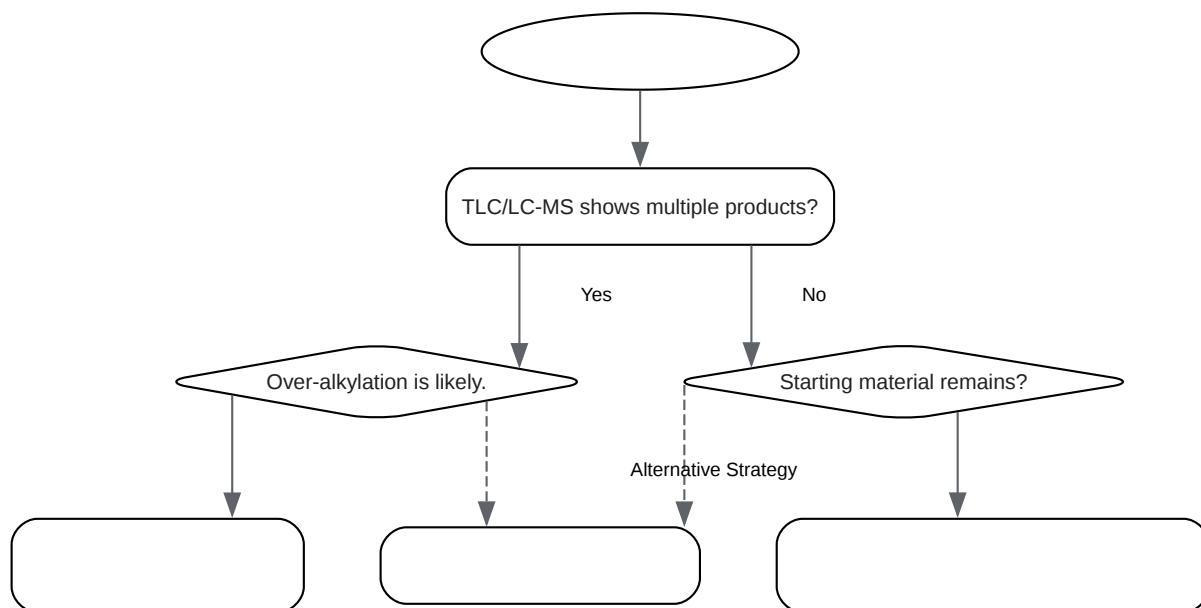 TLC/LC-MS shows multiple products?
Yes
No
Over-alkylation is likely.
Starting material remains?
Alternative Strategy